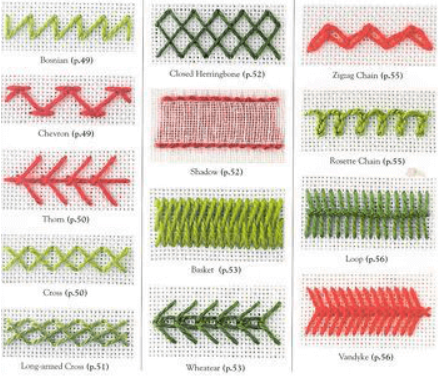 Bosnian (p.49)
Chevron (p.49)
Thorn (p.50)
Cross (p.50)
Long-armed Cross (p.51)
Closed Herringbone (p.52)
Shadow (p.52)
Basket (p.53)
Wheatear (p.53)
Zigzag Chain (p.55)
Rosette Chain (p.55)
Loop (p.56)
Vandyke (p.56)